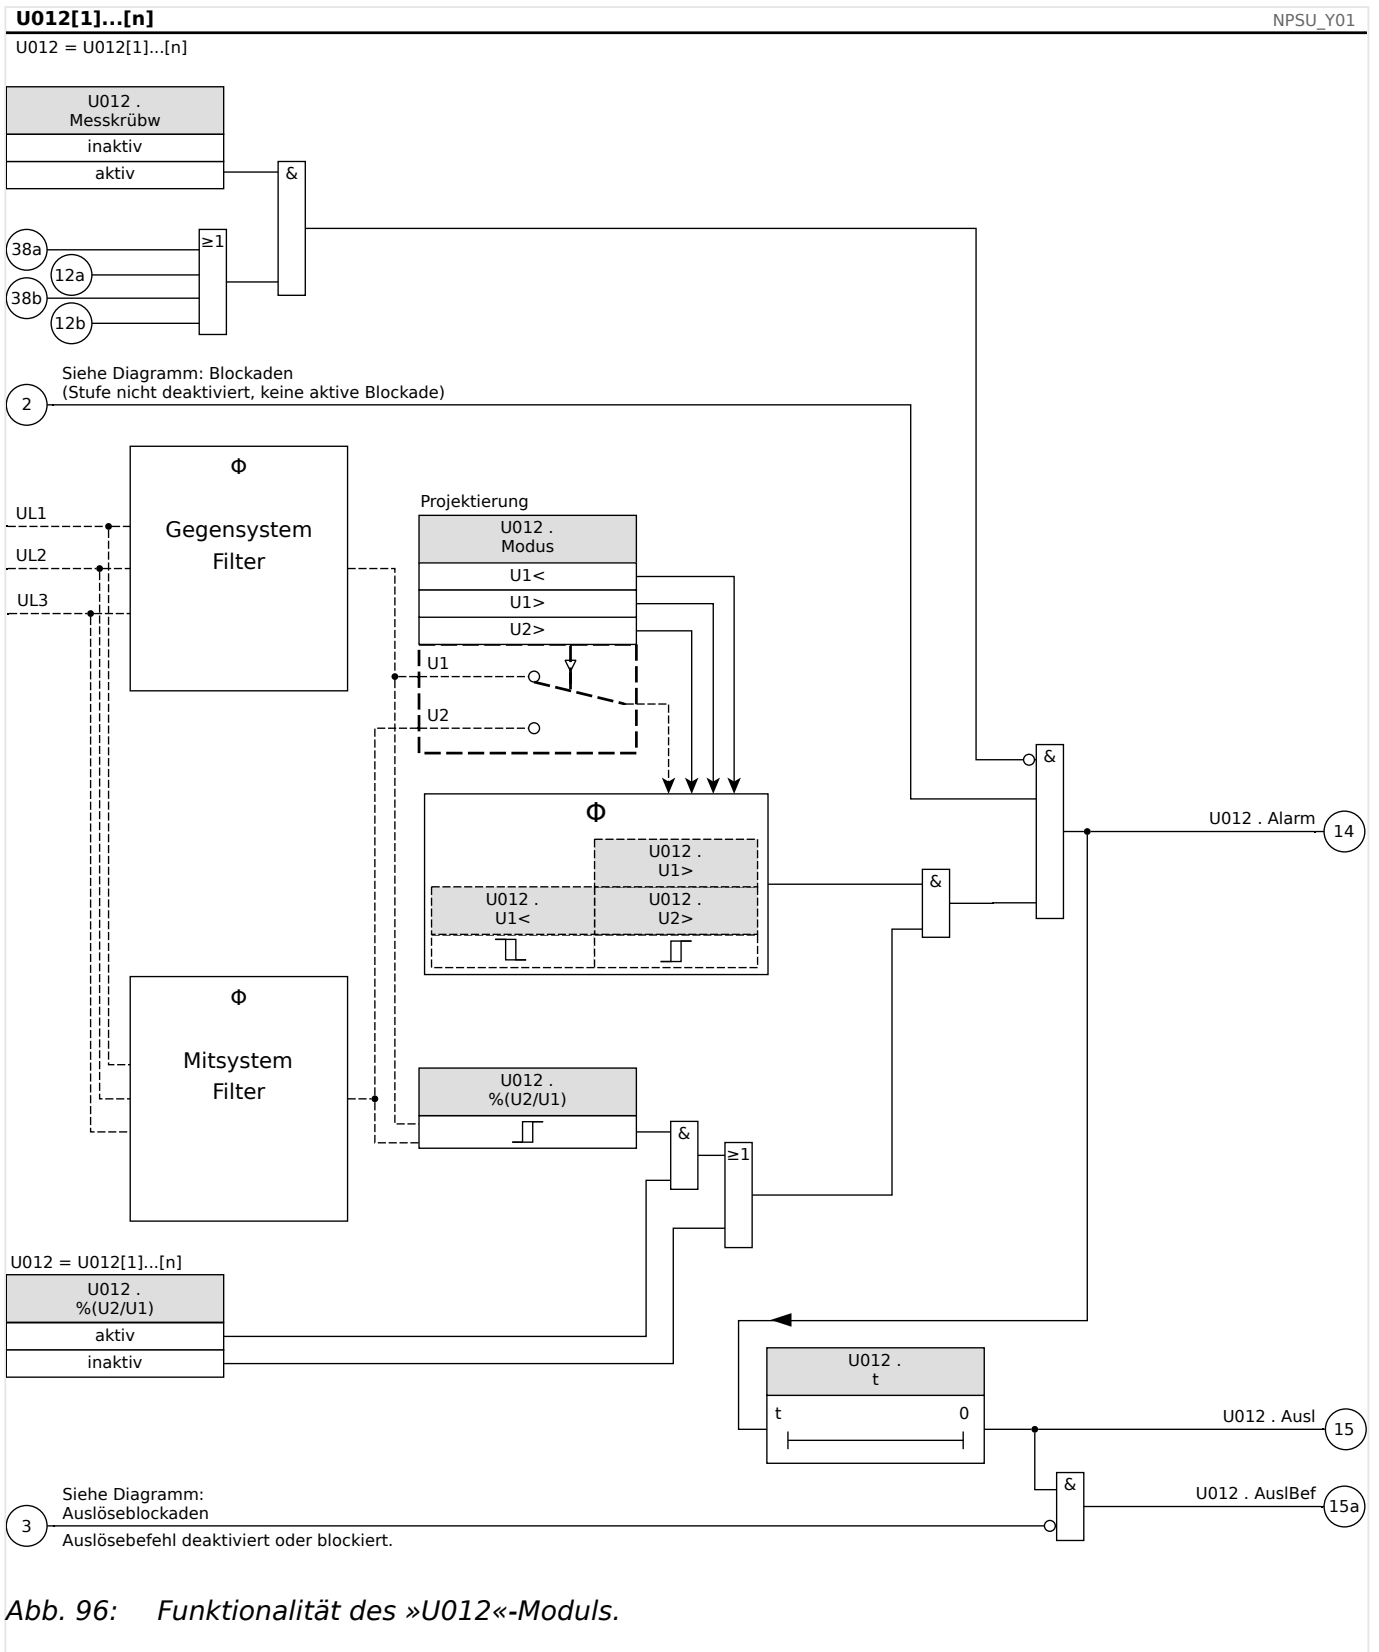 U012[1]...[n]
NPSU_Y01
U012 = U012[1]...[n]
U012 .
Messkrübw
inaktiv
aktiv
&
≥1
38a
12a
38b
12b
Siehe Diagramm: Blockaden
(Stufe nicht deaktiviert, keine aktive Blockade)
2
Φ
Gegensystem
Filter
UL1
UL2
UL3
Projektierung
U012 .
Modus
U1<
U1>
U2>
U1
U2
&
Φ
U012 .
U1>
U012 .
U1<
U012 .
U2>
&
U012 . Alarm
14
Φ
Mitsystem
Filter
U012 .
%(U2/U1)
&
≥1
U012 = U012[1]...[n]
U012 .
%(U2/U1)
aktiv
inaktiv
U012 .
t
t
0
U012 . Ausl
15
&
U012 . AuslBef
15a
Siehe Diagramm:
Auslöseblockaden
3
Auslösebefehl deaktiviert oder blockiert.
Abb. 96: Funktionalität des »U012«-Moduls.